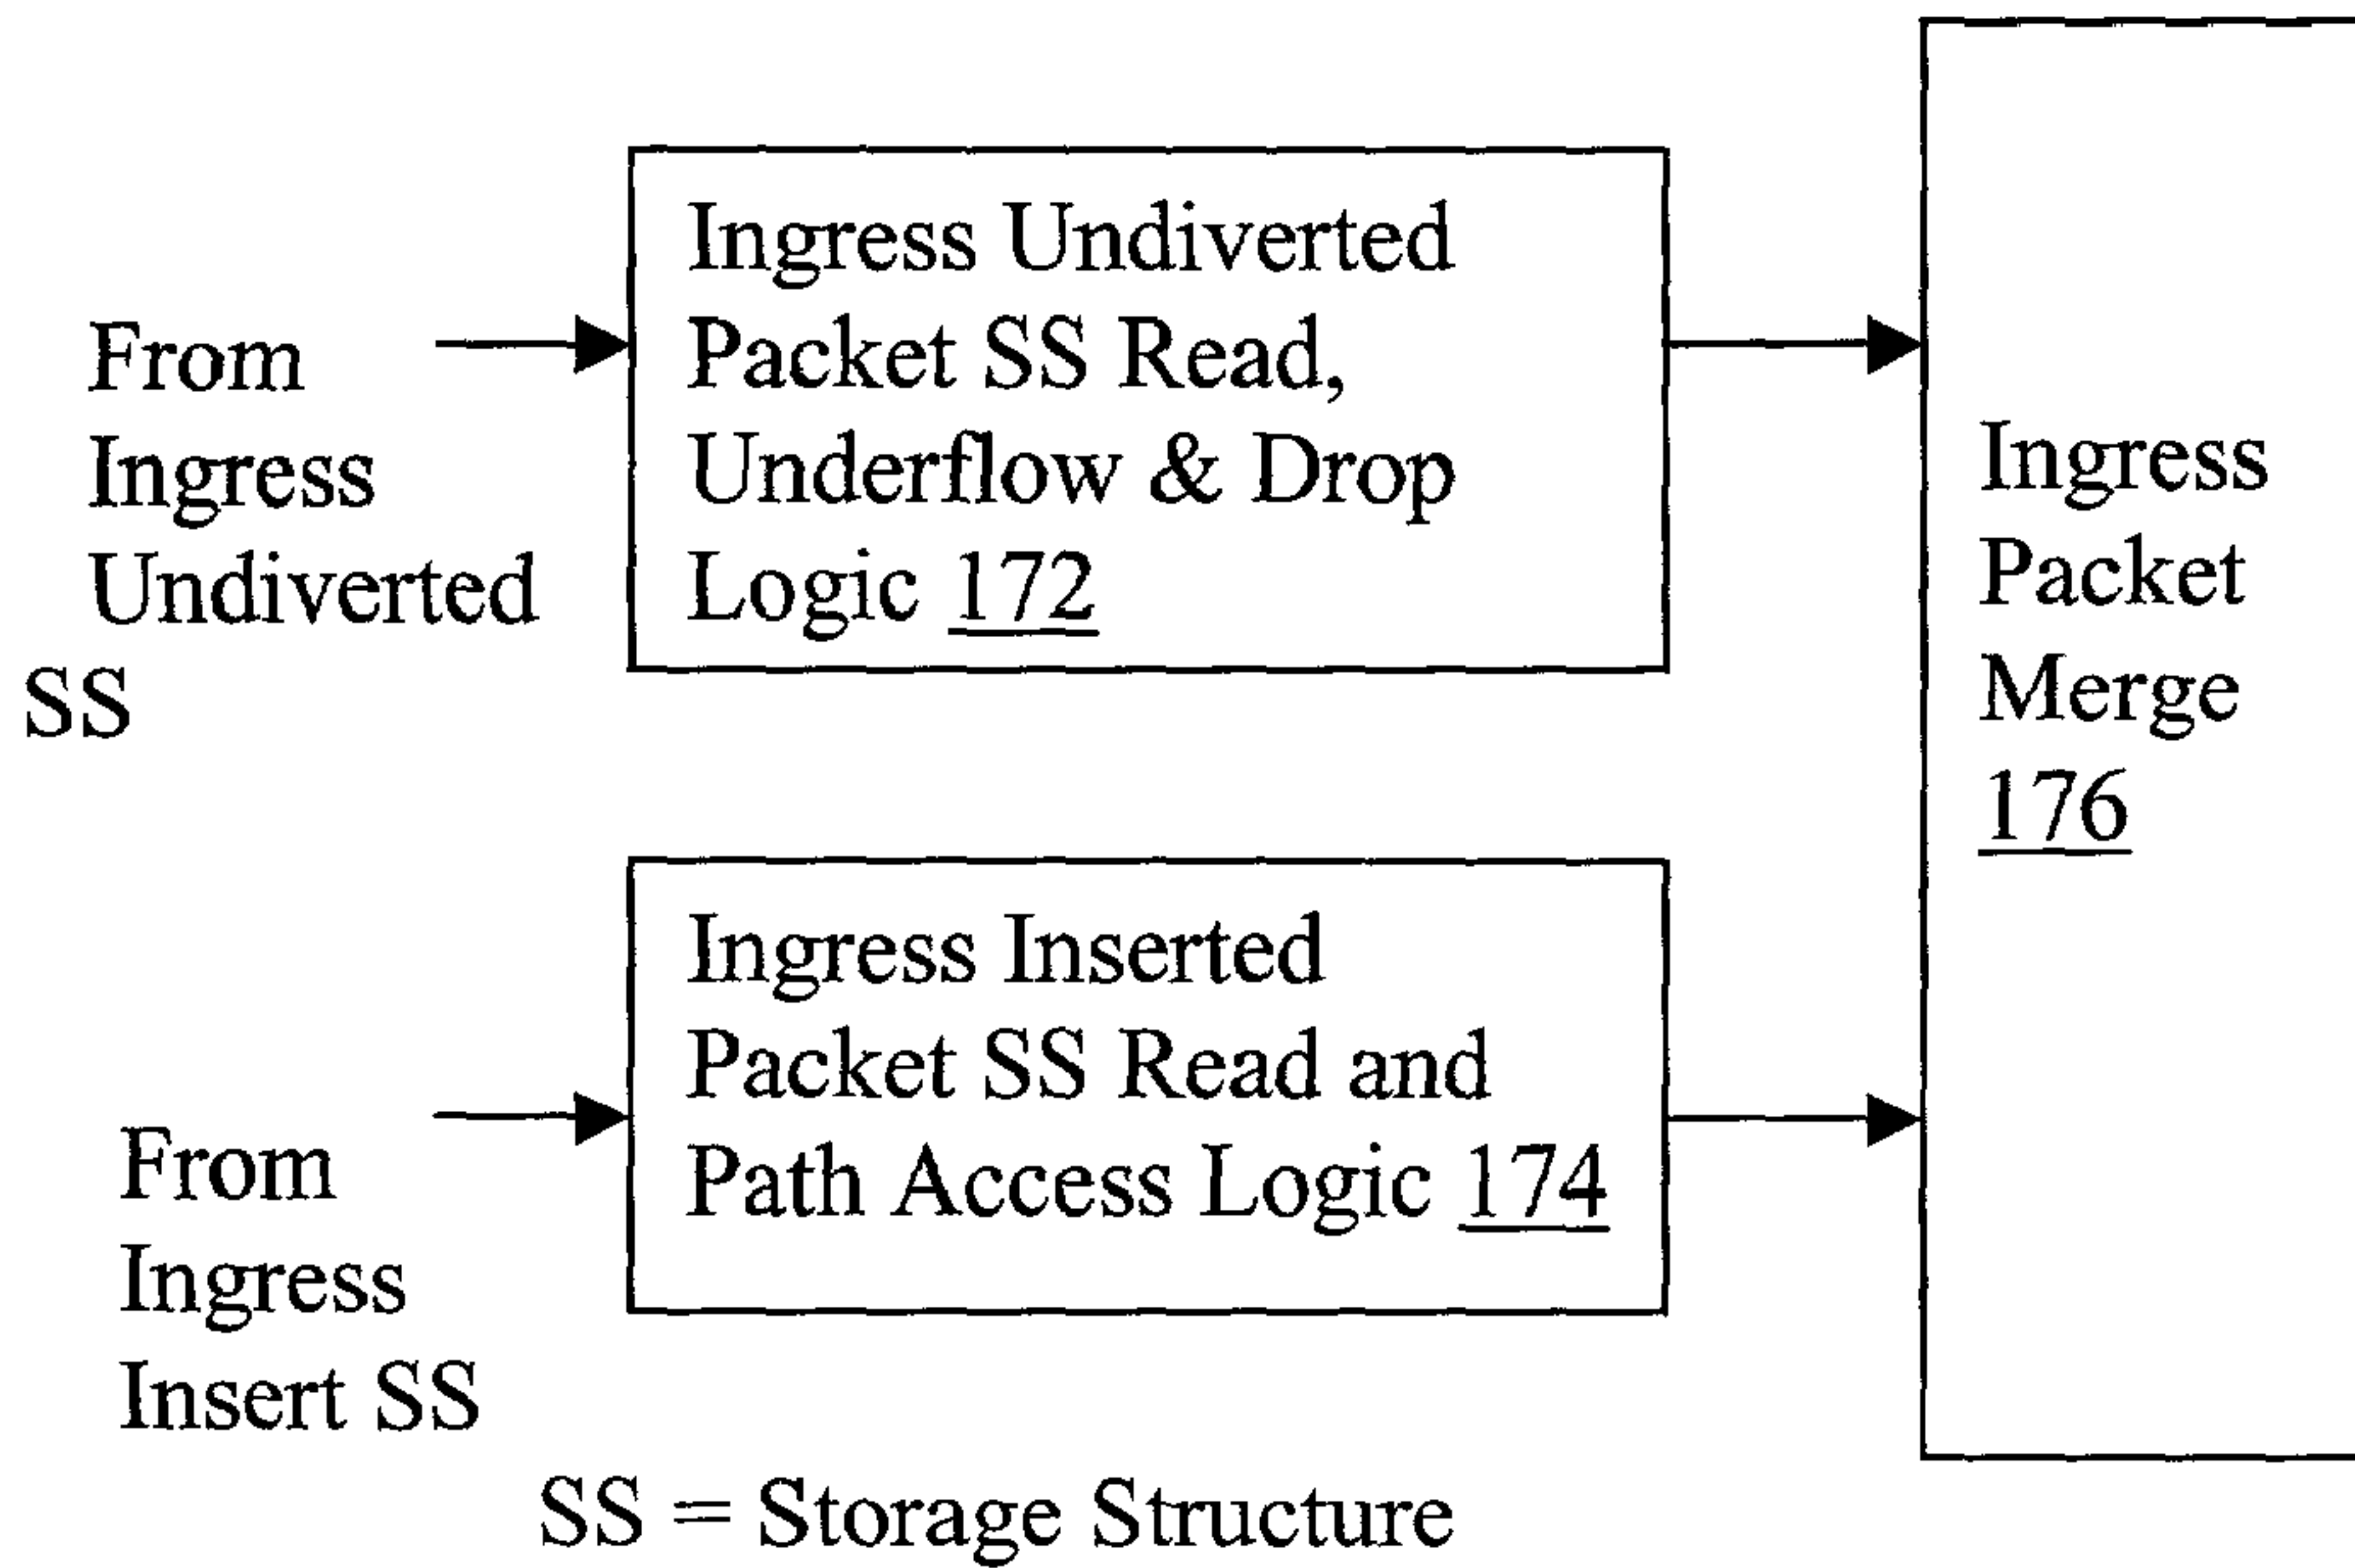 From
Ingress
Undiverted
SS
Ingress Undiverted
Packet SS Read,
Underflow & Drop
Logic 172
From
Ingress
Insert SS
Ingress Inserted
Packet SS Read and
Path Access Logic 174
Ingress
Packet
Merge
176
SS = Storage Structure